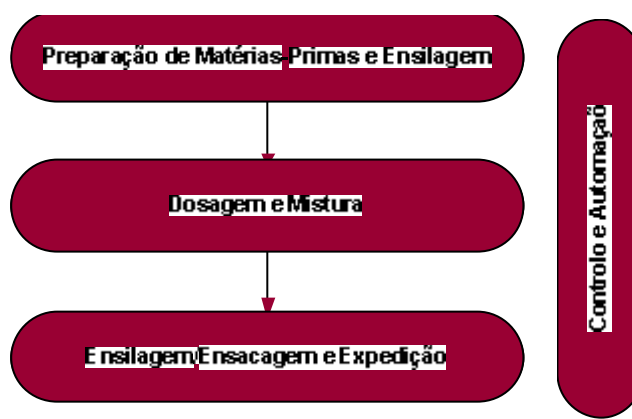 Preparação de Matérias-Primas e Ensilagem
Dosagem e Mistura
Ensilagem/Ensacagem e Expedição
Controlo e Automação